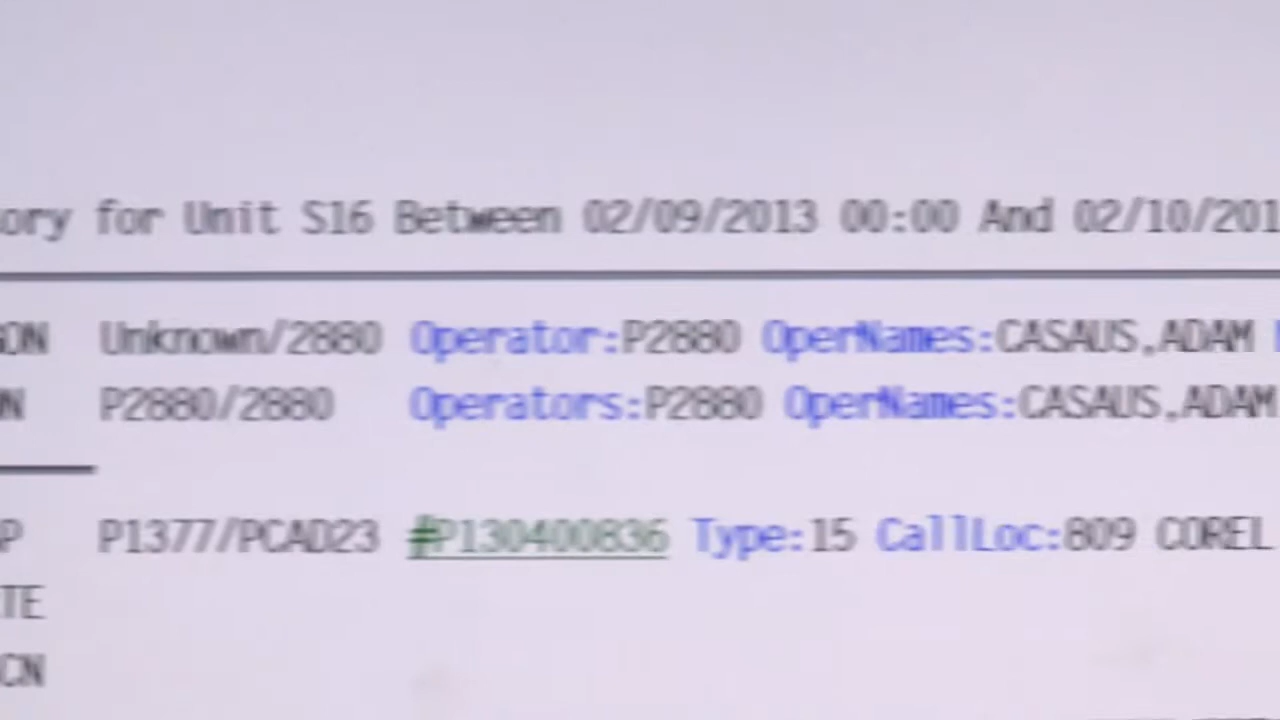 ory for Unit S16 Between 02/09/2013 00:00 And 02/10/201
ON Unknown/2880 Operator:P2880 OperNames:CASAUS,ADAM
N P2880/2880 Operators:P2880 OperNames:CASAUS,ADAM
P P1377/PCAD23 #P130400836 Type:15 CallLoc:809 COREL
TE
CN